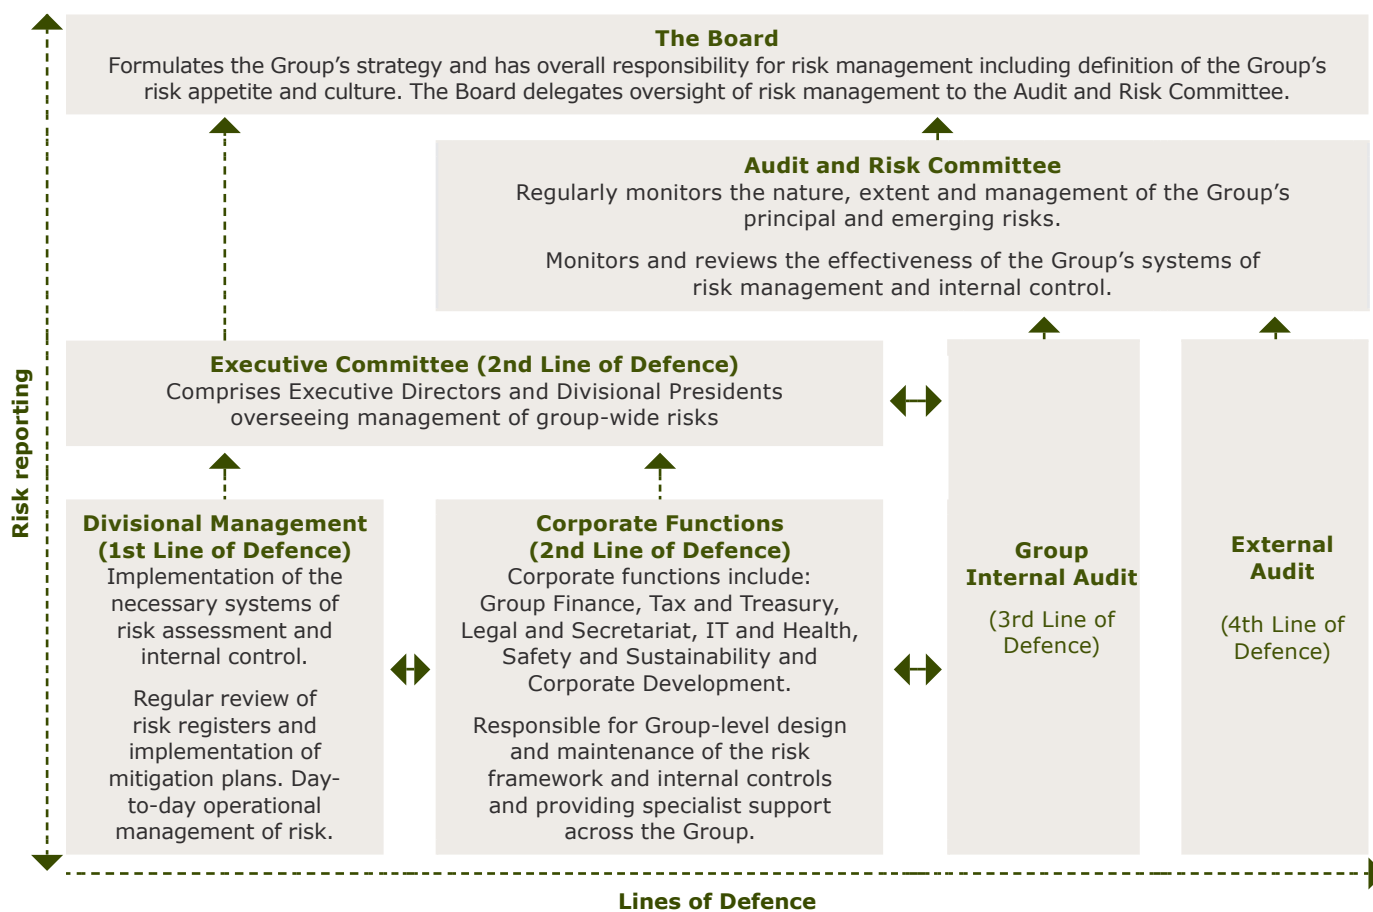 The Board
Formulates the Group’s strategy and has overall responsibility for risk management including definition of the Group’s
risk appetite and culture. The Board delegates oversight of risk management to the Audit and Risk Committee.
Audit and Risk Committee
Regularly monitors the nature, extent and management of the Group’s
principal and emerging risks.
Monitors and reviews the effectiveness of the Group’s systems of
risk management and internal control.
Executive Committee (2nd Line of Defence)
Comprises Executive Directors and Divisional Presidents
overseeing management of group-wide risks
Risk reporting
Divisional Management
(1st Line of Defence)
Implementation of the
necessary systems of
risk assessment and
internal control.
Regular review of
risk registers and
implementation of
mitigation plans. Day-
to-day operational
management of risk.
Corporate Functions
(2nd Line of Defence)
Corporate functions include:
Group Finance, Tax and Treasury,
Legal and Secretariat, IT and Health,
Safety and Sustainability and
Corporate Development.
Responsible for Group-level design
and maintenance of the risk
framework and internal controls
and providing specialist support
across the Group.
Group
Internal Audit
(3rd Line of
Defence)
External
Audit
(4th Line of
Defence)
Lines of Defence